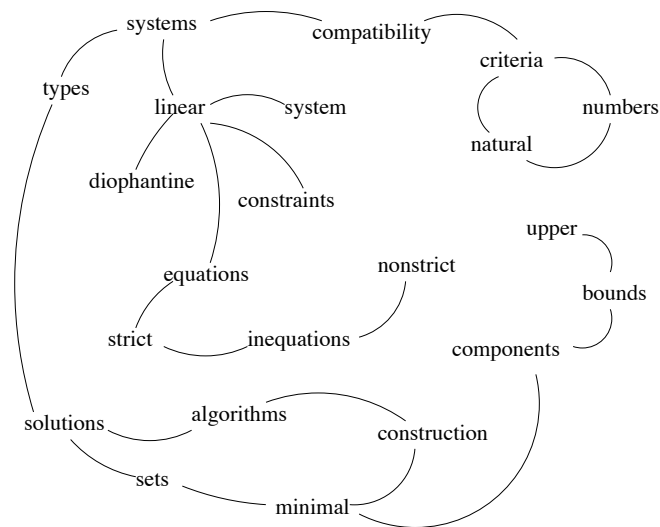 systems
compatibility
criteria
types
linear
system
numbers
natural
diophantine
constraints
upper
equations
nonstrict
bounds
strict
inequations
components
solutions
algorithms
construction
sets
minimal